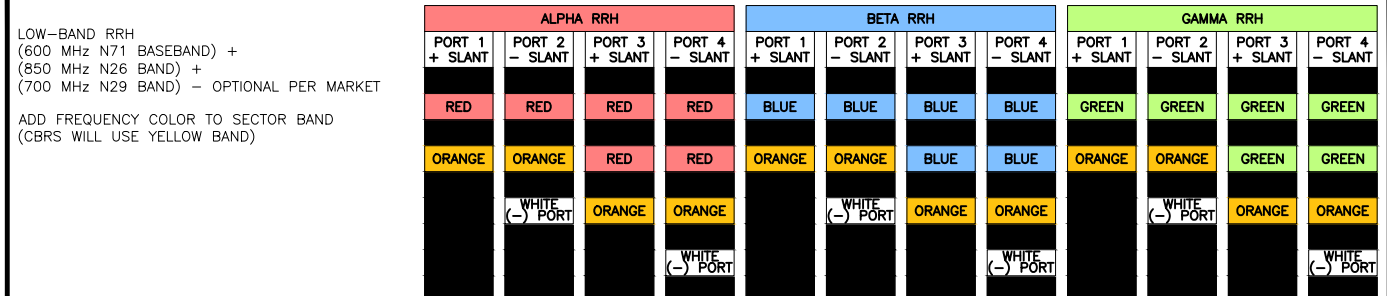 LOW-BAND RRH
(600 MHz N71 BASEBAND) +
(850 MHz N26 BAND) +
(700 MHz N29 BAND) - OPTIONAL PER MARKET
ADD FREQUENCY COLOR TO SECTOR BAND
(CBRS WILL USE YELLOW BAND)
ALPHA RRH BETA RRH GAMMA RRH
PORT 1 PORT 2 PORT 3 PORT 4 PORT 1 PORT 2 PORT 3 PORT 4 PORT 1 PORT 2 PORT 3 PORT 4
+ SLANT - SLANT + SLANT - SLANT + SLANT - SLANT + SLANT - SLANT + SLANT - SLANT + SLANT - SLANT
RED RED RED RED BLUE BLUE BLUE BLUE GREEN GREEN GREEN GREEN
ORANGE ORANGE RED RED ORANGE ORANGE BLUE BLUE ORANGE ORANGE GREEN GREEN
WHITE WHITE WHITE
(-) PORT ORANGE ORANGE (-) PORT ORANGE ORANGE (-) PORT ORANGE ORANGE
WHITE WHITE WHITE
(-) PORT (-) PORT (-) PORT